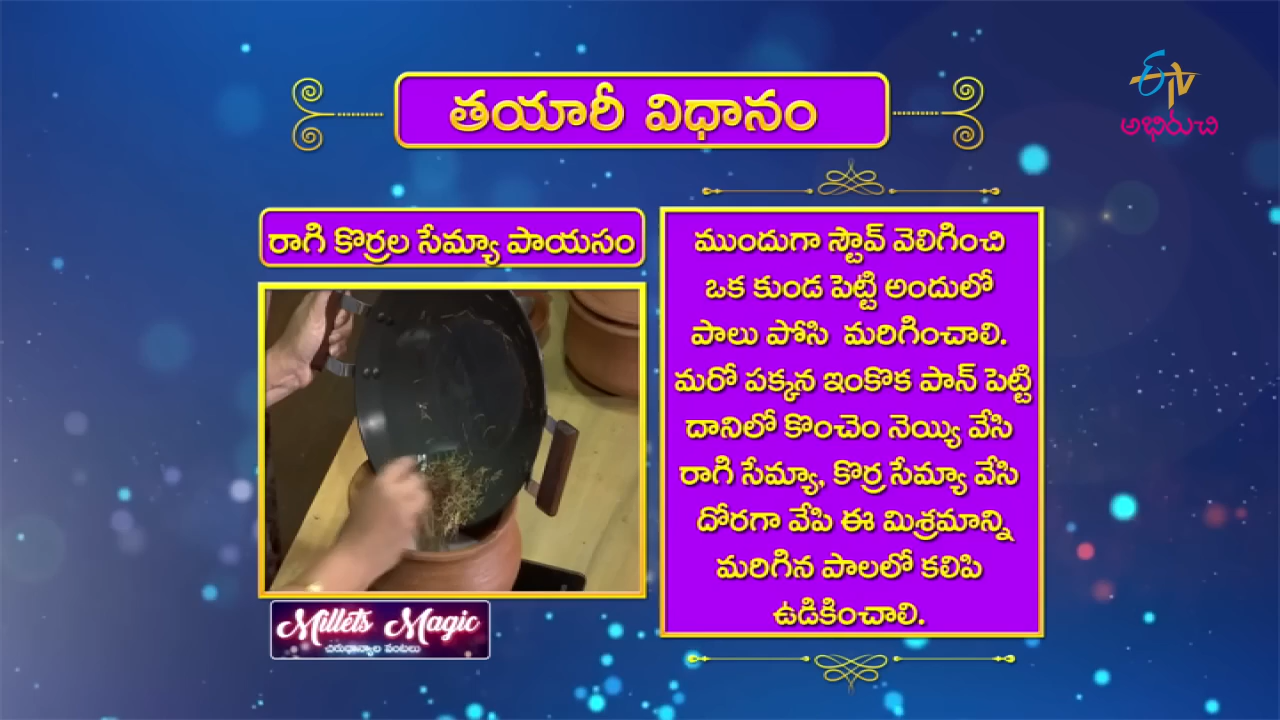 తయారీ విధానం
ETV
అభిరుచి
రాగి కొర్రల సేమ్యా పాయసం
ముందుగా స్టౌవ్ వెలిగించి
ఒక కుండ పెట్టి అందులో
పాలు పోసి మరిగించాలి.
మరో పక్కన ఇంకొక పాన్ పెట్టి
దానిలో కొంచెం నెయ్యి వేసి
రాగి సేమ్యా, కొర్ర సేమ్యా వేసి
దోరగా వేపి ఈ మిశ్రమాన్ని
మరిగిన పాలలో కలిపి
ఉడికించాలి.
Millets Magic
చిరుధాన్యాల వంటలు